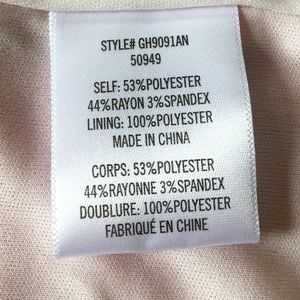 STYLE# GH9091AN
50949
SELF: 53%POLYESTER
44%RAYON 3%SPANDEX
LINING: 100%POLYESTER
MADE IN CHINA
CORPS: 53%POLYESTER
44%RAYONNE 3%SPANDEX
DOUBLURE: 100%POLYESTER
FABRIQUÉ EN CHINE